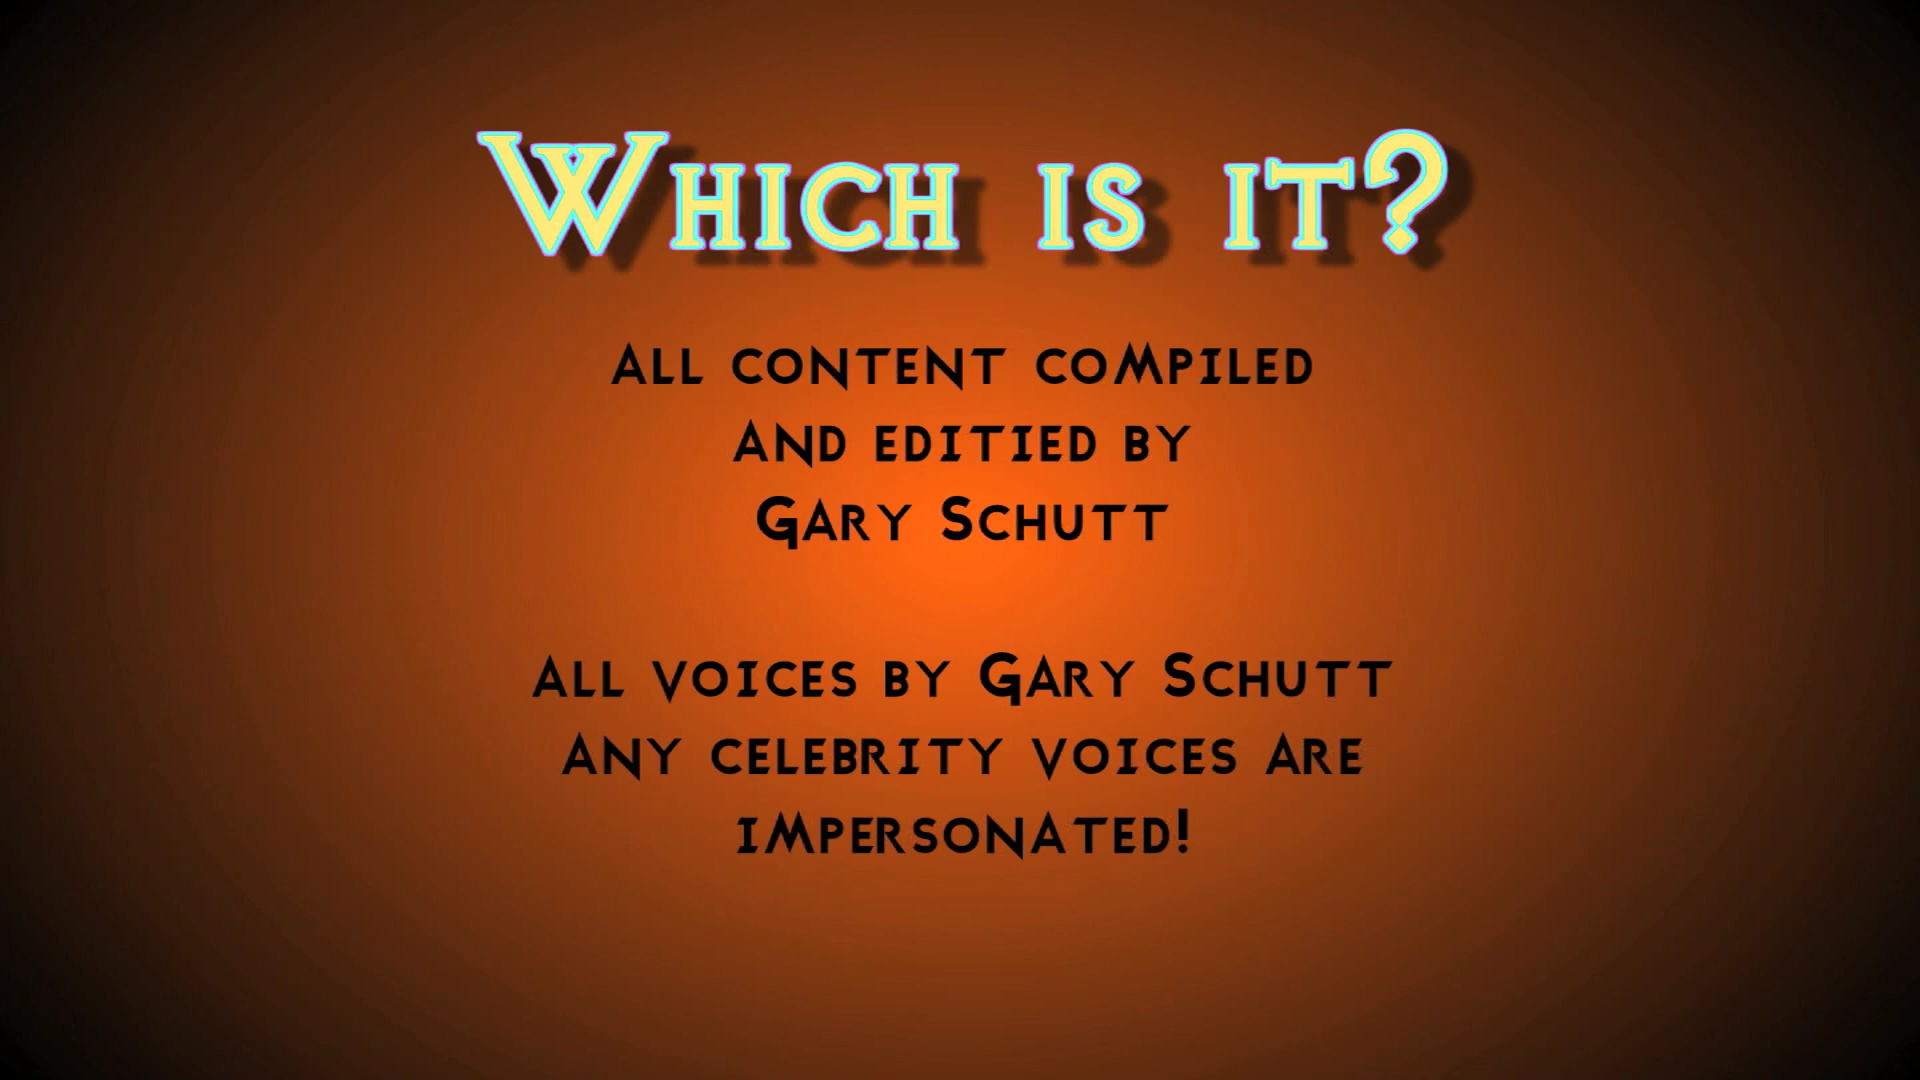 Which is it?
All content compiled
and editied by
Gary Schutt
All voices by Gary Schutt
Any celebrity voices are
impersonated!